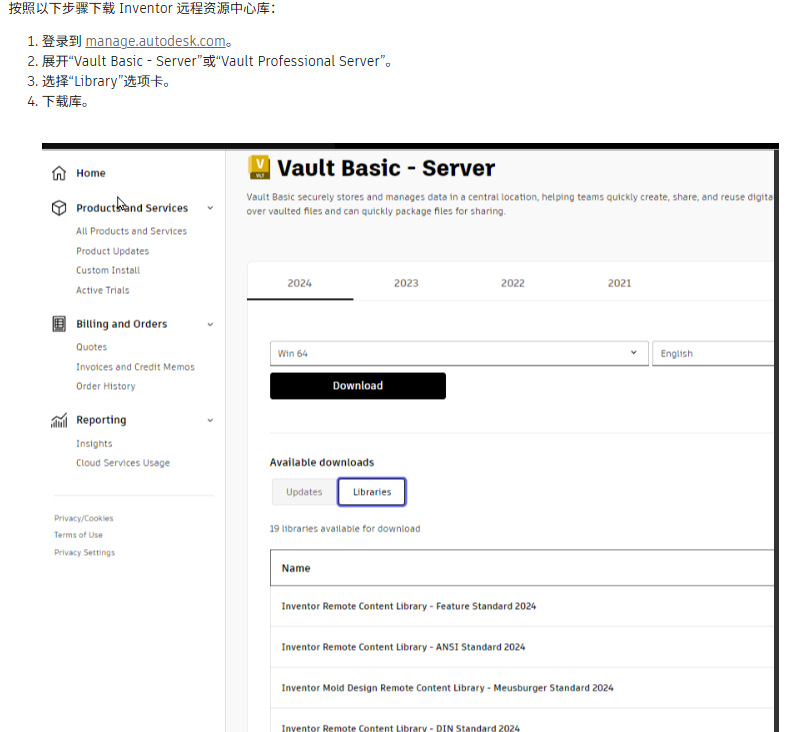 按照以下步骤下载 Inventor 远程资源中心库：
1. 登录到 manage.autodesk.com。
2. 展开“Vault Basic - Server”或“Vault Professional Server”。
3. 选择“Library”选项卡。
4. 下载库。
Home
Products and Services
All Products and Services
Product Updates
Custom Install
Active Trials
Billing and Orders
Quotes
Invoices and Credit Memos
Order History
Reporting
Insights
Cloud Services Usage
Privacy/Cookies
Terms of Use
Privacy Settings
V
VLT
Vault Basic - Server
Vault Basic securely stores and manages data in a central location, helping teams quickly create, share, and reuse digita
over vaulted files and can quickly package files for sharing.
2024 2023 2022 2021
Win 64 English
Download
Available downloads
Updates Libraries
19 libraries available for download
Name
Inventor Remote Content Library - Feature Standard 2024
Inventor Remote Content Library - ANSI Standard 2024
Inventor Mold Design Remote Content Library - Meusburger Standard 2024
Inventor Remote Content Library - DIN Standard 2024